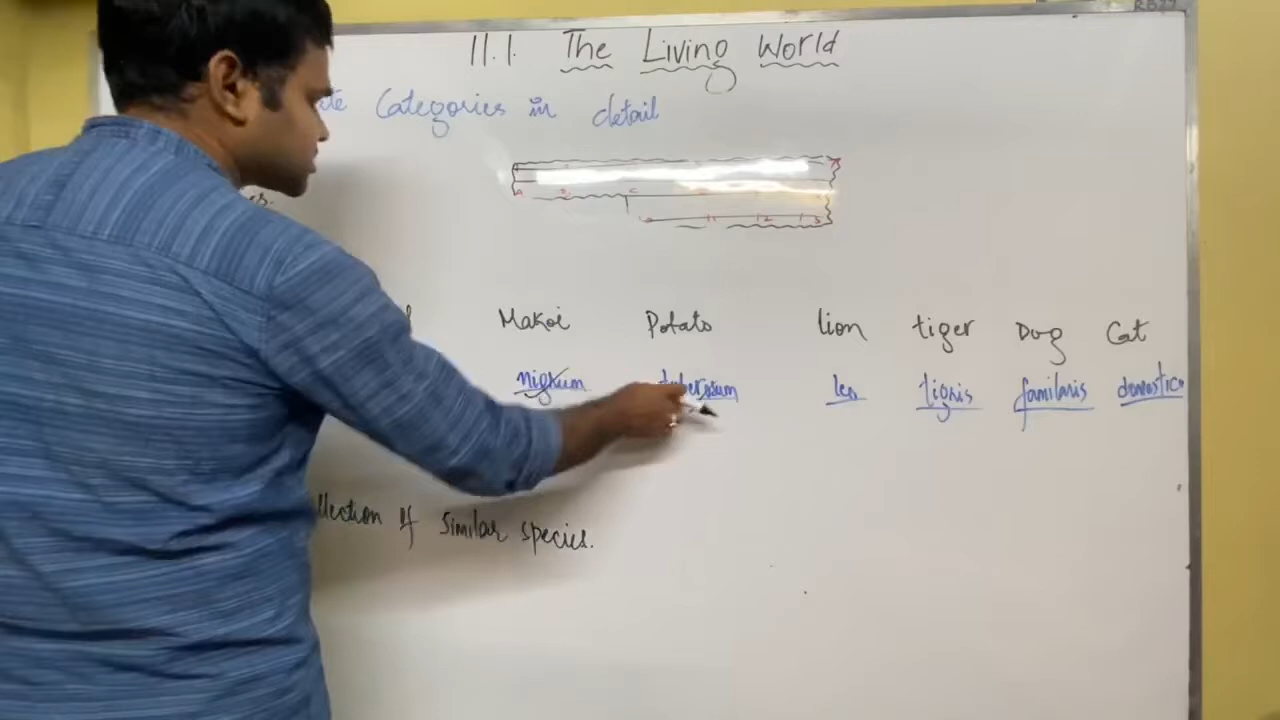 RB27
11.1. The Living World
Categories in detail
Makoi Potato lion tiger Dog Cat
nigrum tuberosum leo tigris familaris domestica
llection of Similar species.